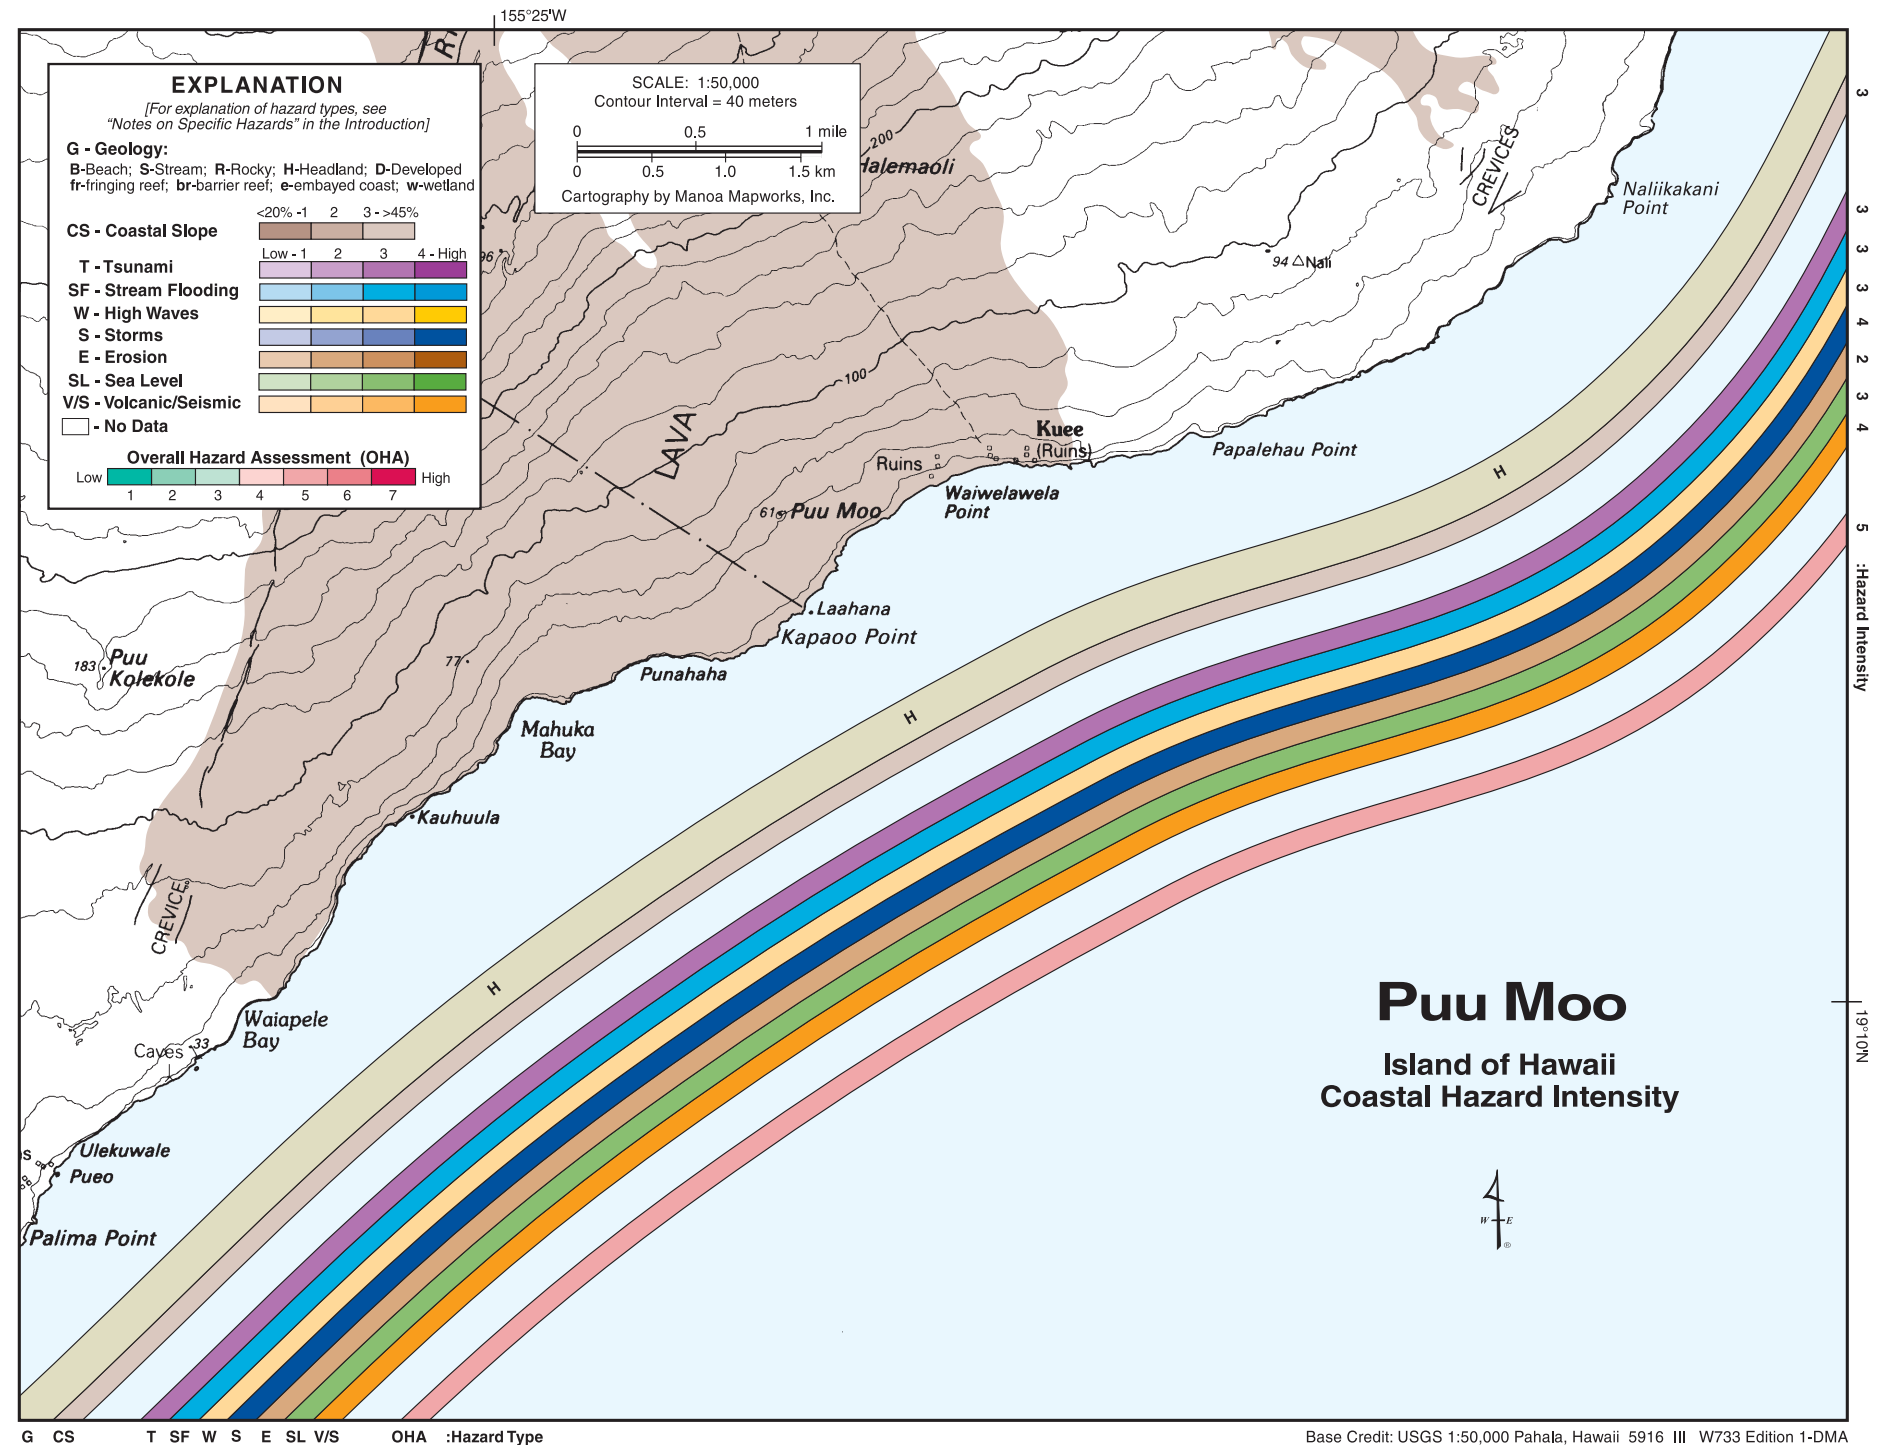 155°25'W
RI
EXPLANATION
[For explanation of hazard types, see
“Notes on Specific Hazards” in the Introduction]
G - Geology:
B-Beach; S-Stream; R-Rocky; H-Headland; D-Developed
fr-fringing reef; br-barrier reef; e-embayed coast; w-wetland
<20% -1 2 3 - >45%
CS - Coastal Slope
Low - 1 2 3 4 - High
T - Tsunami
SF - Stream Flooding
W - High Waves
S - Storms
E - Erosion
SL - Sea Level
V/S - Volcanic/Seismic
- No Data
Overall Hazard Assessment (OHA)
Low High
1 2 3 4 5 6 7
SCALE: 1:50,000
Contour Interval = 40 meters
0 0.5 1 mile
0 0.5 1.0 1.5 km
Cartography by Manoa Mapworks, Inc.
200
Halemaoli
96
CREVICES
Naliikakani
Point
94 Nali
100
LAVA
Kuee
(Ruins)
Ruins
Papalehau Point
Waiwelawela
Point
61 Puu Moo
Laahana
Kapaoo Point
77
Punahaha
183 Puu
Kolekole
Mahuka
Bay
Kauhuula
CREVICE
Waiapele
Bay
Caves 33
Ulekuwale
Pueo
s
Palima Point
H
H
H
3
3
3
3
4
2
3
4
5
:Hazard Intensity
19°10'N
Puu Moo
Island of Hawaii
Coastal Hazard Intensity
W E
®
G CS T SF W S E SL V/S OHA :Hazard Type
Base Credit: USGS 1:50,000 Pahala, Hawaii 5916 III W733 Edition 1-DMA